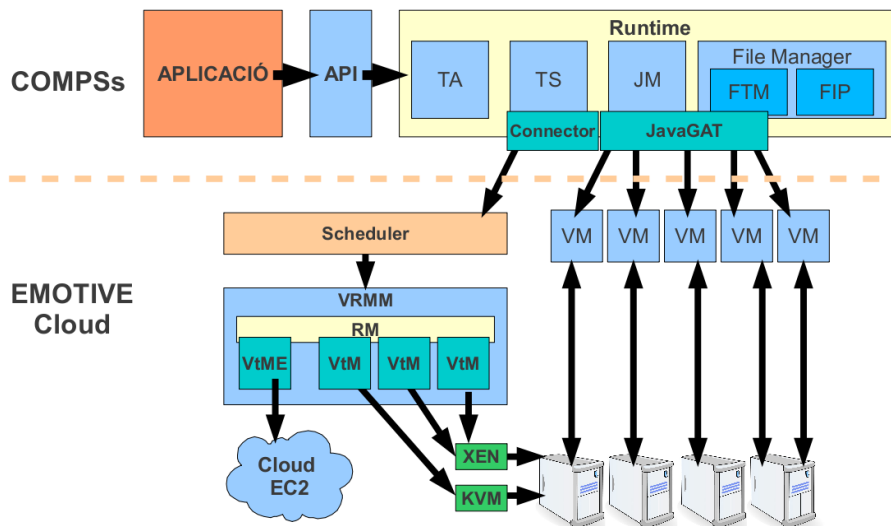 COMPSs
APLICACIÓ
API
Runtime
TA
TS
JM
File Manager
FTM
FIP
Connector
JavaGAT
EMOTIVE
Cloud
Scheduler
VM
VM
VM
VM
VM
VRMM
RM
VtME
VtM
VtM
VtM
Cloud
EC2
XEN
KVM